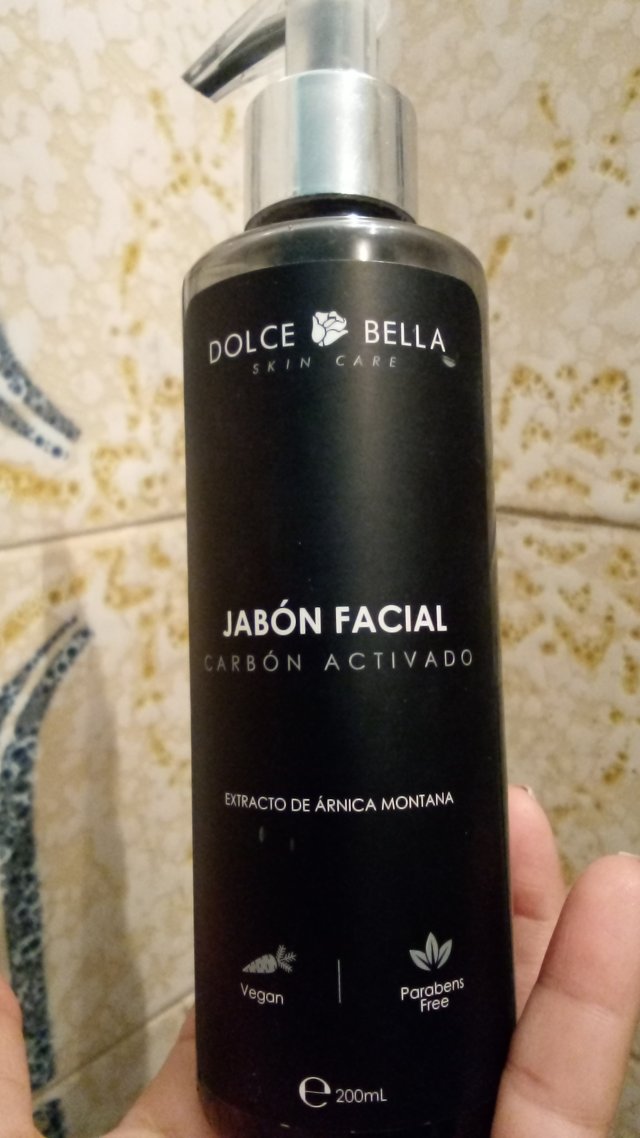 DOLCE BELLA
SKIN CARE
JABÓN FACIAL
CARBÓN ACTIVADO
EXTRACTO DE ÁRNICA MONTANA
Vegan
Parabens
Free
e 200mL